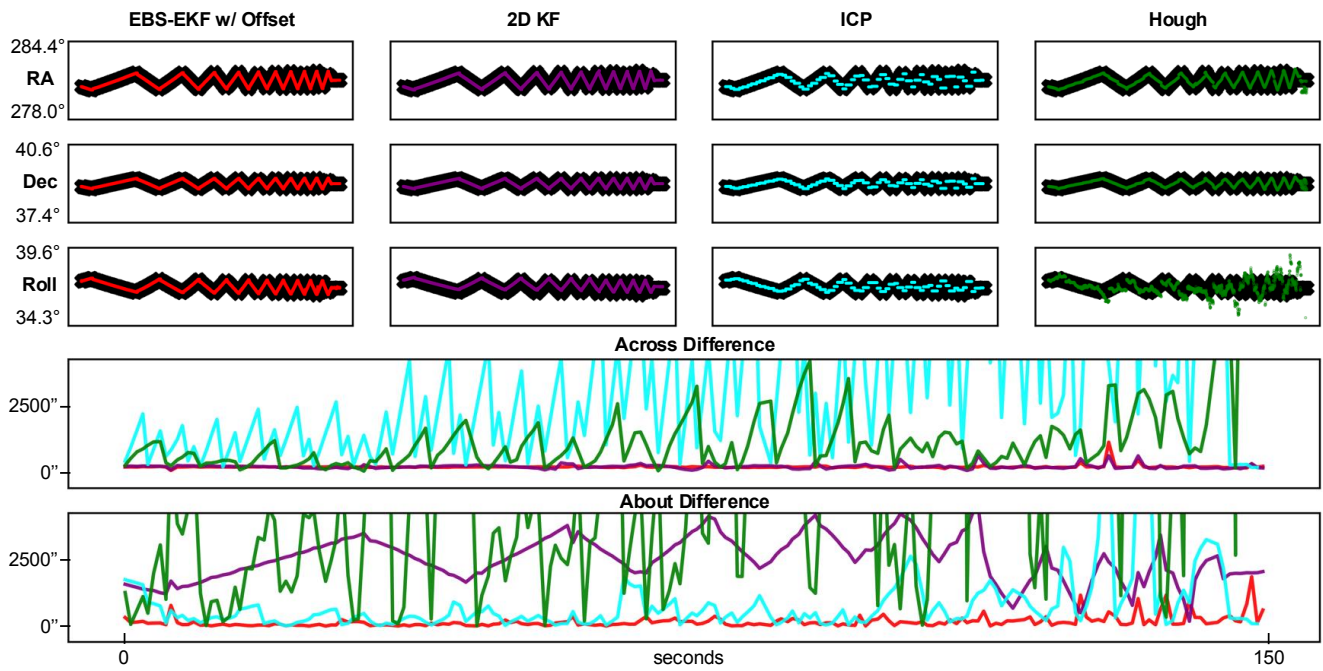 EBS-EKF w/ Offset 2D KF ICP Hough
284.4°
RA
278.0°
40.6°
Dec
37.4°
39.6°
Roll
34.3°
Across Difference
2500”
0”
About Difference
2500”
0”
0 seconds 150